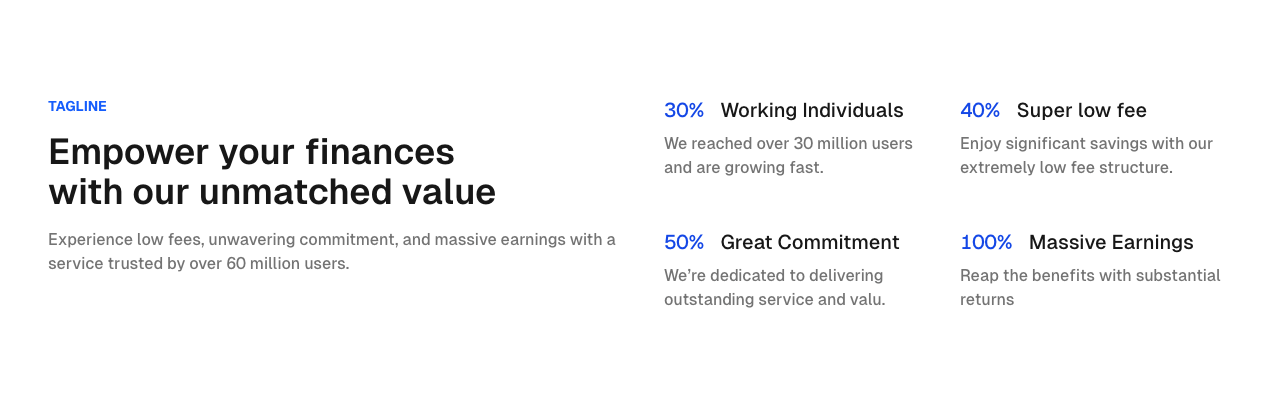 TAGLINE
Empower your finances
with our unmatched value
Experience low fees, unwavering commitment, and massive earnings with a
service trusted by over 60 million users.
30% Working Individuals
We reached over 30 million users
and are growing fast.
40% Super low fee
Enjoy significant savings with our
extremely low fee structure.
50% Great Commitment
We’re dedicated to delivering
outstanding service and valu.
100% Massive Earnings
Reap the benefits with substantial
returns